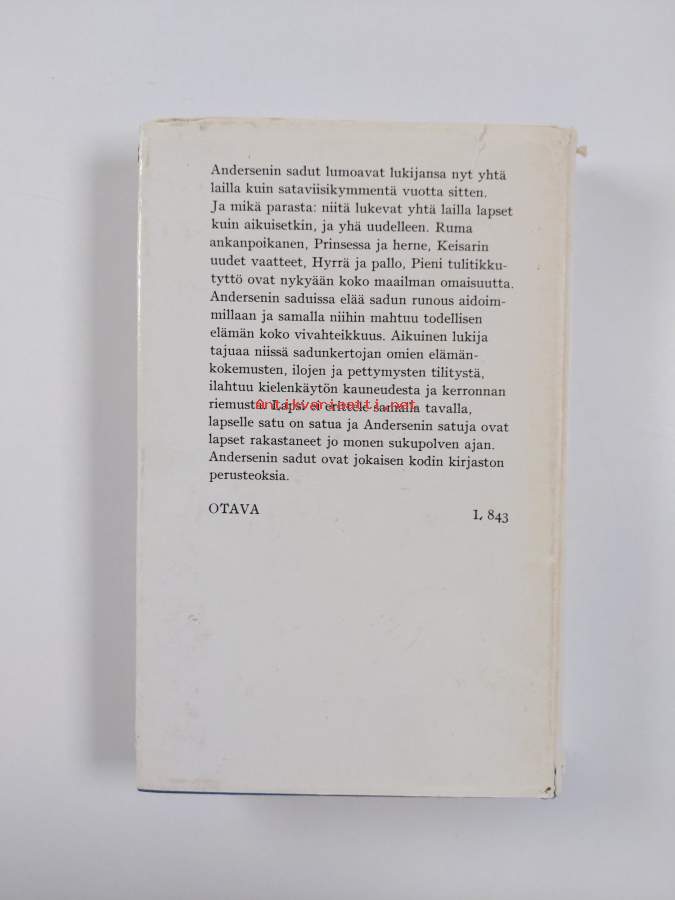 Andersenin sadut lumoavat lukijansa nyt yhtä
lailla kuin sataviisikymmentä vuotta sitten.
Ja mikä parasta: niitä lukevat yhtä lailla lapset
kuin aikuisetkin, ja yhä uudelleen. Ruma
ankanpoikanen, Prinsessa ja herne, Keisarin
uudet vaatteet, Hyrrä ja pallo, Pieni tulitikku-
tyttö ovat nykyään koko maailman omaisuutta.
Andersenin saduissa elää sadun runous aidoim-
millaan ja samalla niihin mahtuu todellisen
elämän koko vivahteikkuus. Aikuinen lukija
tajuaa niissä sadunkertojan omien elämän-
kokemusten, ilojen ja pettymysten tilitystä,
ilahtuu kielenkäytön kauneudesta ja kerronnan
riemusta. Lapsi ei erittele samalla tavalla,
Antikvariaatti.net
lapselle satu on satua ja Andersenin satuja ovat
lapset rakastaneet jo monen sukupolven ajan.
Andersenin sadut ovat jokaisen kodin kirjaston
perusteoksia.
OTAVA
L 843